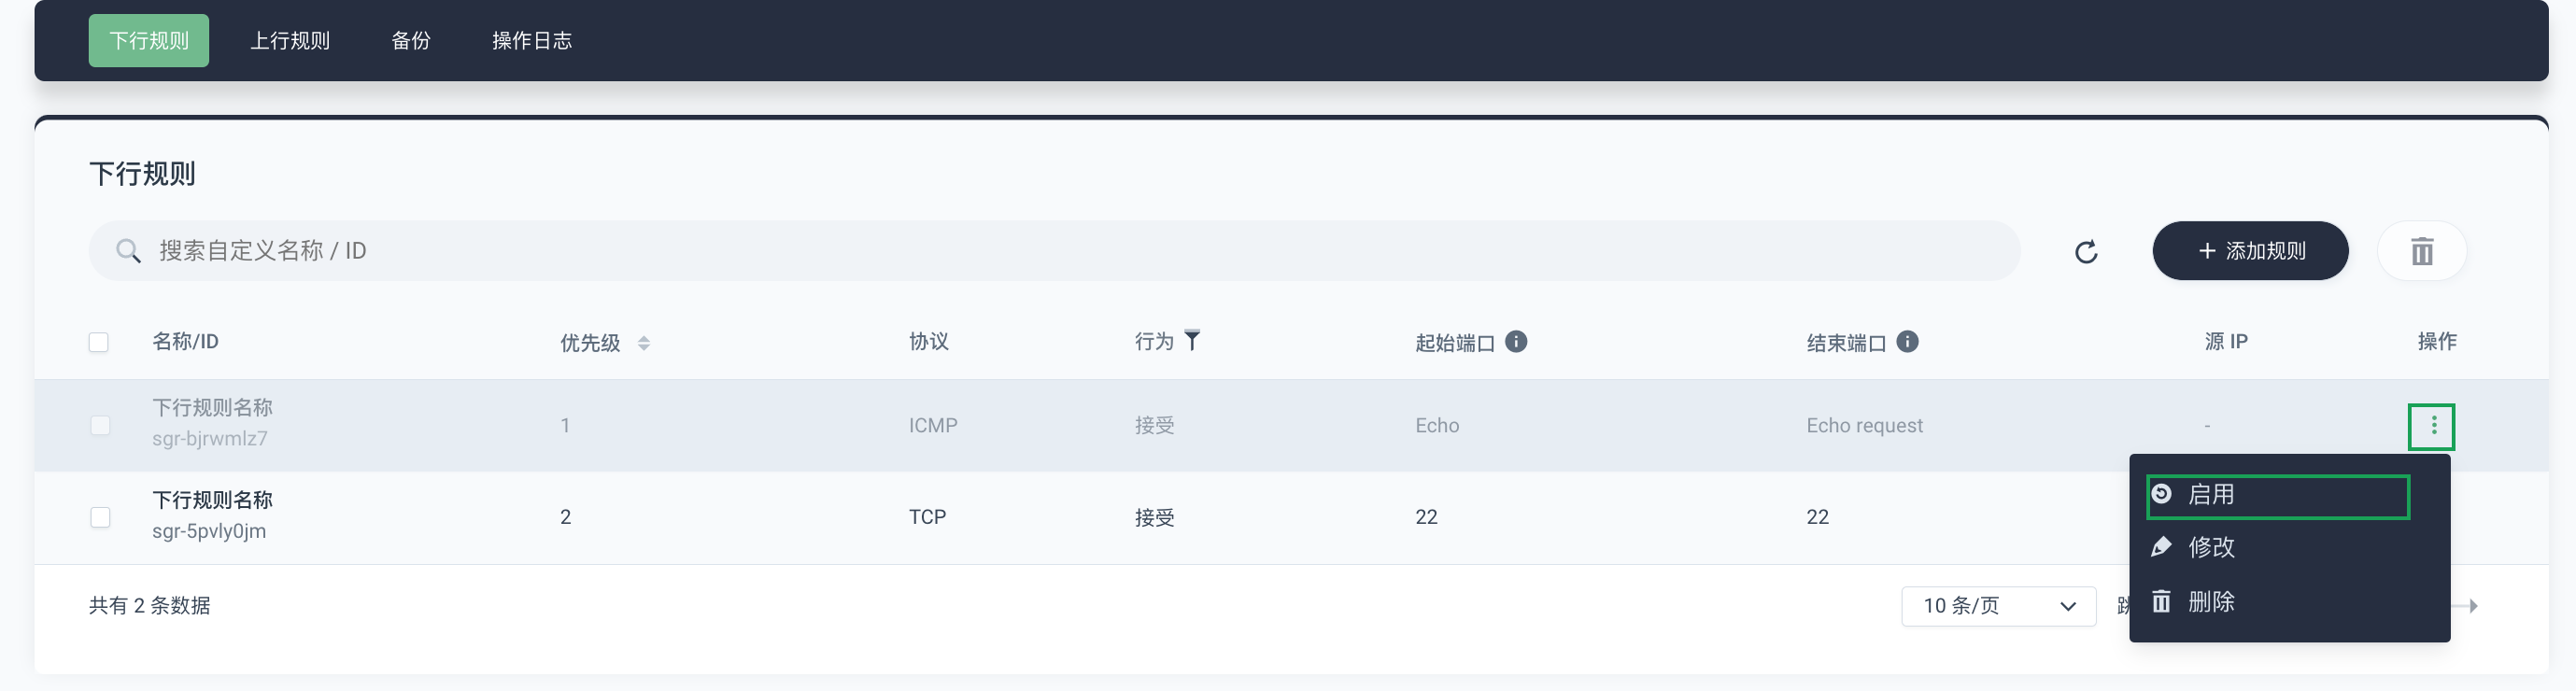 下行规则 上行规则 备份 操作日志
下行规则
搜索自定义名称 / ID
+ 添加规则
名称/ID 优先级 协议 行为 起始端口 结束端口 源 IP 操作
下行规则名称
sgr-bjrwmlz7
1 ICMP 接受 Echo Echo request -
下行规则名称
sgr-5pvly0jm
2 TCP 接受 22 22
启用
修改
删除
共有 2 条数据 10 条/页